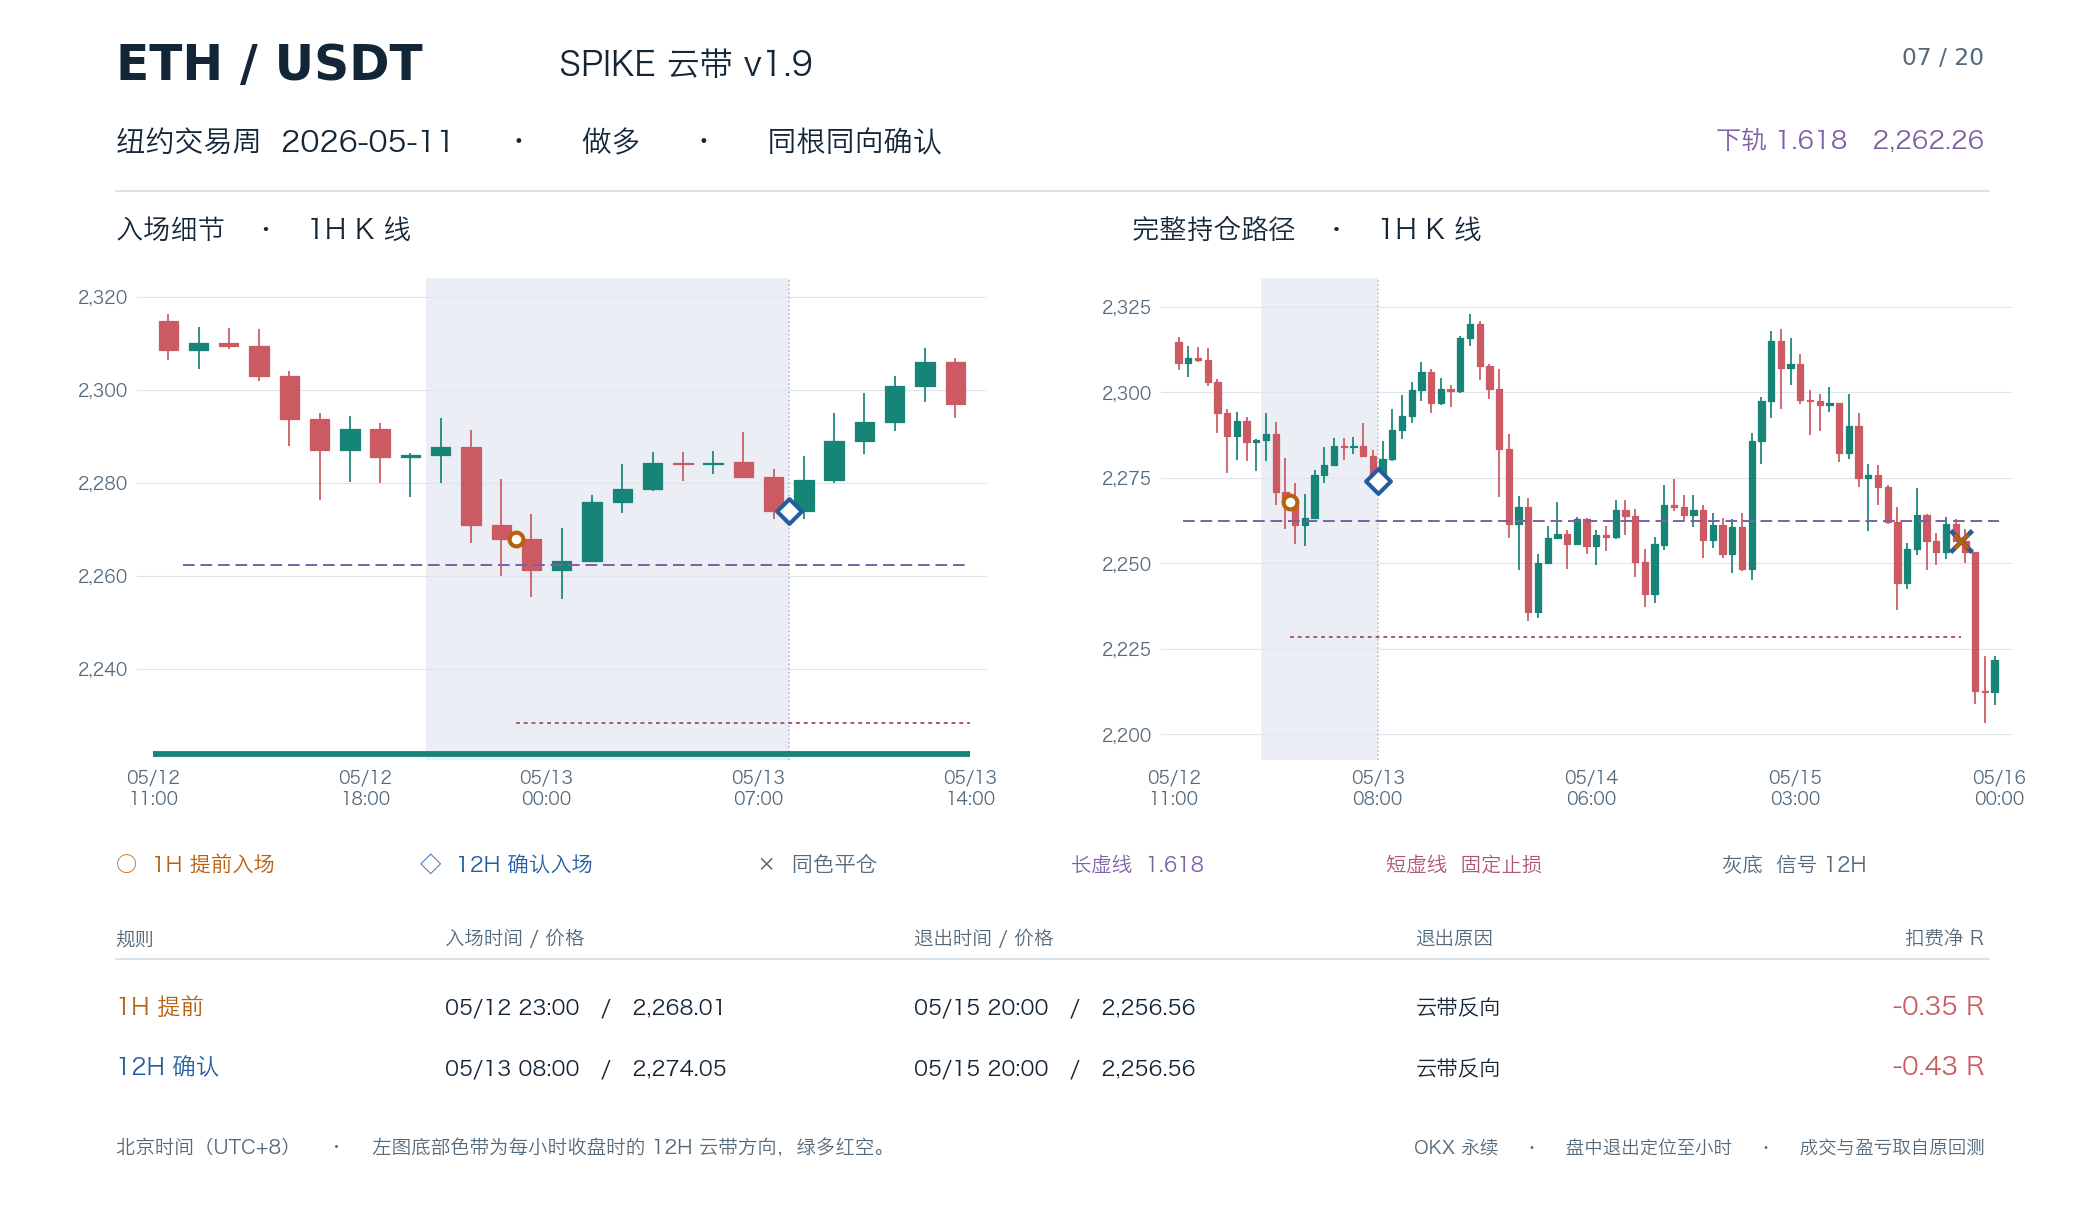 ETH / USDT SPIKE 云带 v1.9 07 / 20
纽约交易周 2026-05-11 · 做多 · 同根同向确认 下轨 1.618 2,262.26
入场细节 · 1H K 线
2,320
2,300
2,280
2,260
2,240
05/12 11:00
05/12 18:00
05/13 00:00
05/13 07:00
05/13 14:00
完整持仓路径 · 1H K 线
2,325
2,300
2,275
2,250
2,225
2,200
05/12 11:00
05/13 08:00
05/14 06:00
05/15 03:00
05/16 00:00
○ 1H 提前入场 ◇ 12H 确认入场 × 同色平仓 长虚线 1.618 短虚线 固定止损 灰底 信号 12H
规则 入场时间 / 价格 退出时间 / 价格 退出原因 扣费净 R
1H 提前 05/12 23:00 / 2,268.01 05/15 20:00 / 2,256.56 云带反向 -0.35 R
12H 确认 05/13 08:00 / 2,274.05 05/15 20:00 / 2,256.56 云带反向 -0.43 R
北京时间（UTC+8） · 左图底部色带为每小时收盘时的 12H 云带方向，绿多红空。 OKX 永续 · 盘中退出定位至小时 · 成交与盈亏取自原回测